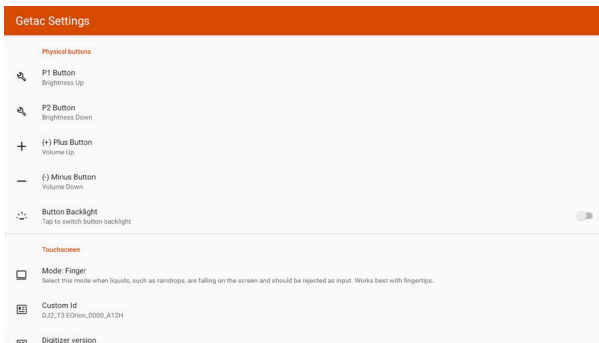 Getac Settings
Physical buttons
P1 Button
Brightness Up
P2 Button
Brightness Down
(+) Plus Button
Volume Up
(-) Minus Button
Volume Down
Button Backlight
Tap to switch button backlight
Touchscreen
Mode: Finger
Select this mode when liquids, such as raindrops, are falling on the screen and should be rejected as input. Works best with fingertips.
Custom Id
DJ2_T3 EOrion_0000_A12H
Digitizer version